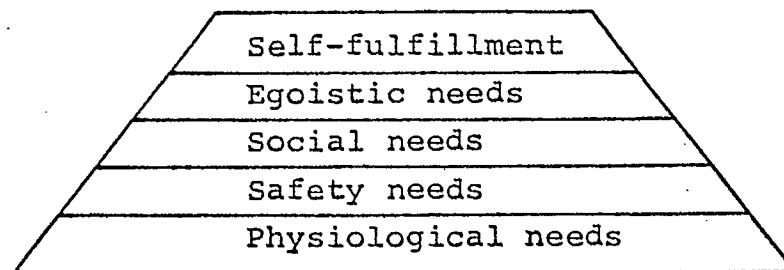 Self-fulfillment
Egoistic needs
Social needs
Safety needs
Physiological needs